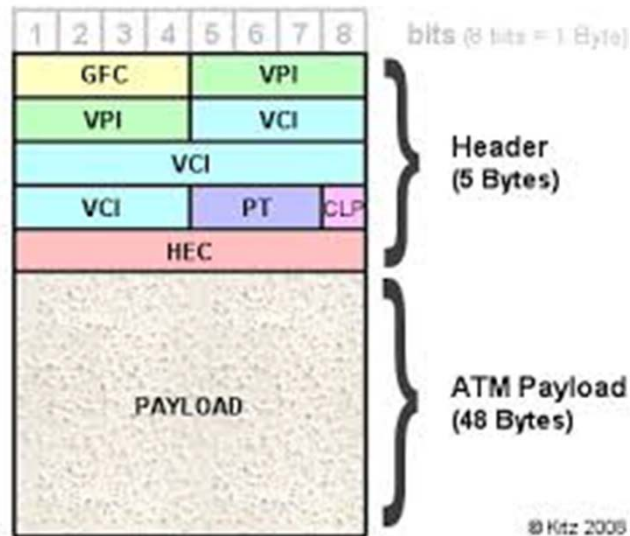 1 2 3 4 5 6 7 8 bits (8 bits = 1 Byte)
GFC VPI
VPI VCI
VCI
VCI PT CLP
HEC
Header
(5 Bytes)
PAYLOAD
ATM Payload
(48 Bytes)
© Kitz 2006